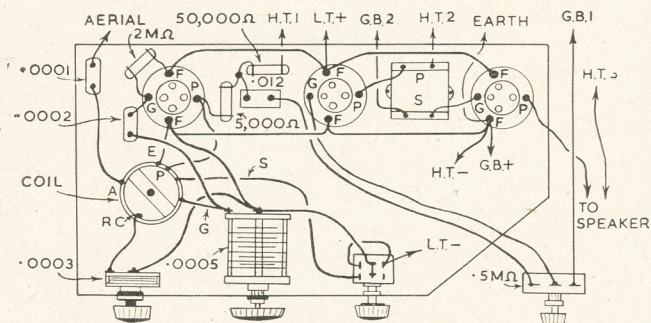 AERIAL
50,000Ω
H.T.1
L.T.+
G.B.2
H.T.2
EARTH
G.B.1
2MΩ
.0001
.0002
F
P
G
F
.012
5,000Ω
F
G
P
F
P
S
F
G
P
F
H.T.
E
P
S
H.T.-
G.B.+
COIL
A
RC
G
TO
SPEAKER
.0003
.0005
L.T.-
.5MΩ